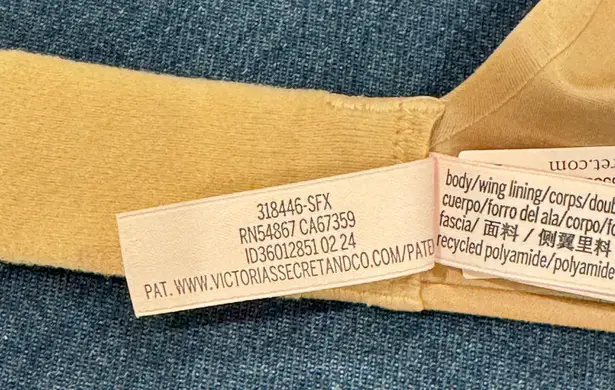 318446-SFX
RN54867 CA67359
ID36012851 02 24
PAT. WWW.VICTORIASSECRETANDCO.COM/PATE
ret.com
body/wing lining/corps/doub
cuerpo/forro del ala/corpo/fo
fascia/ 面料 / 侧翼里料
recycled polyamide/polyamide